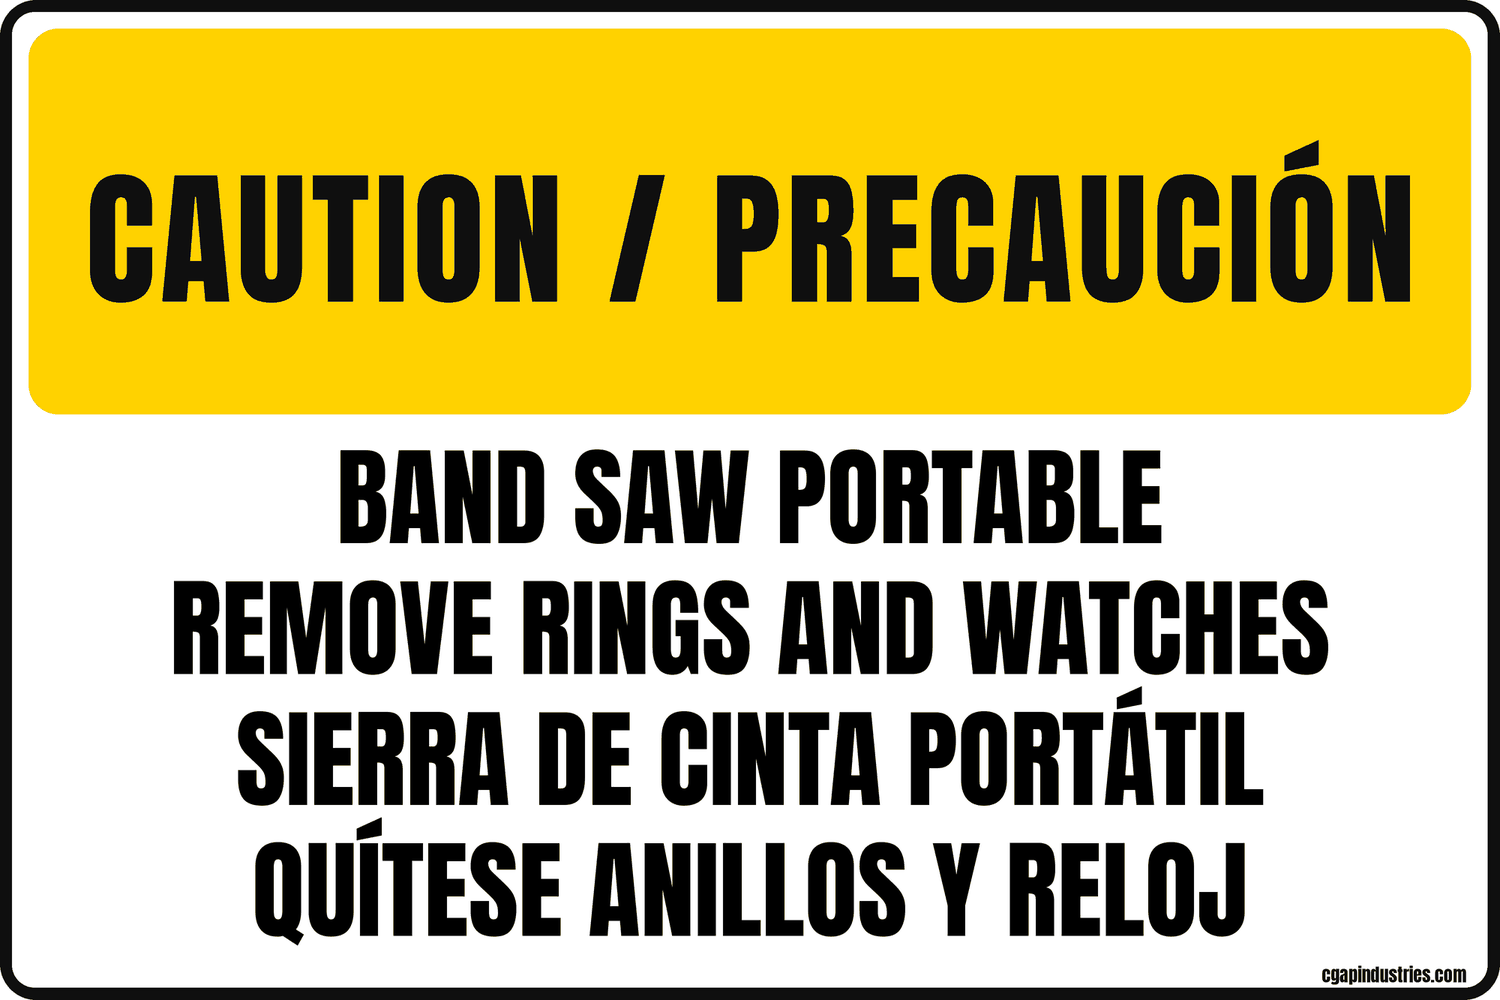 CAUTION / PRECAUCIÓN
BAND SAW PORTABLE
REMOVE RINGS AND WATCHES
SIERRA DE CINTA PORTÁTIL
QUÍTESE ANILLOS Y RELOJ
cgapindustries.com